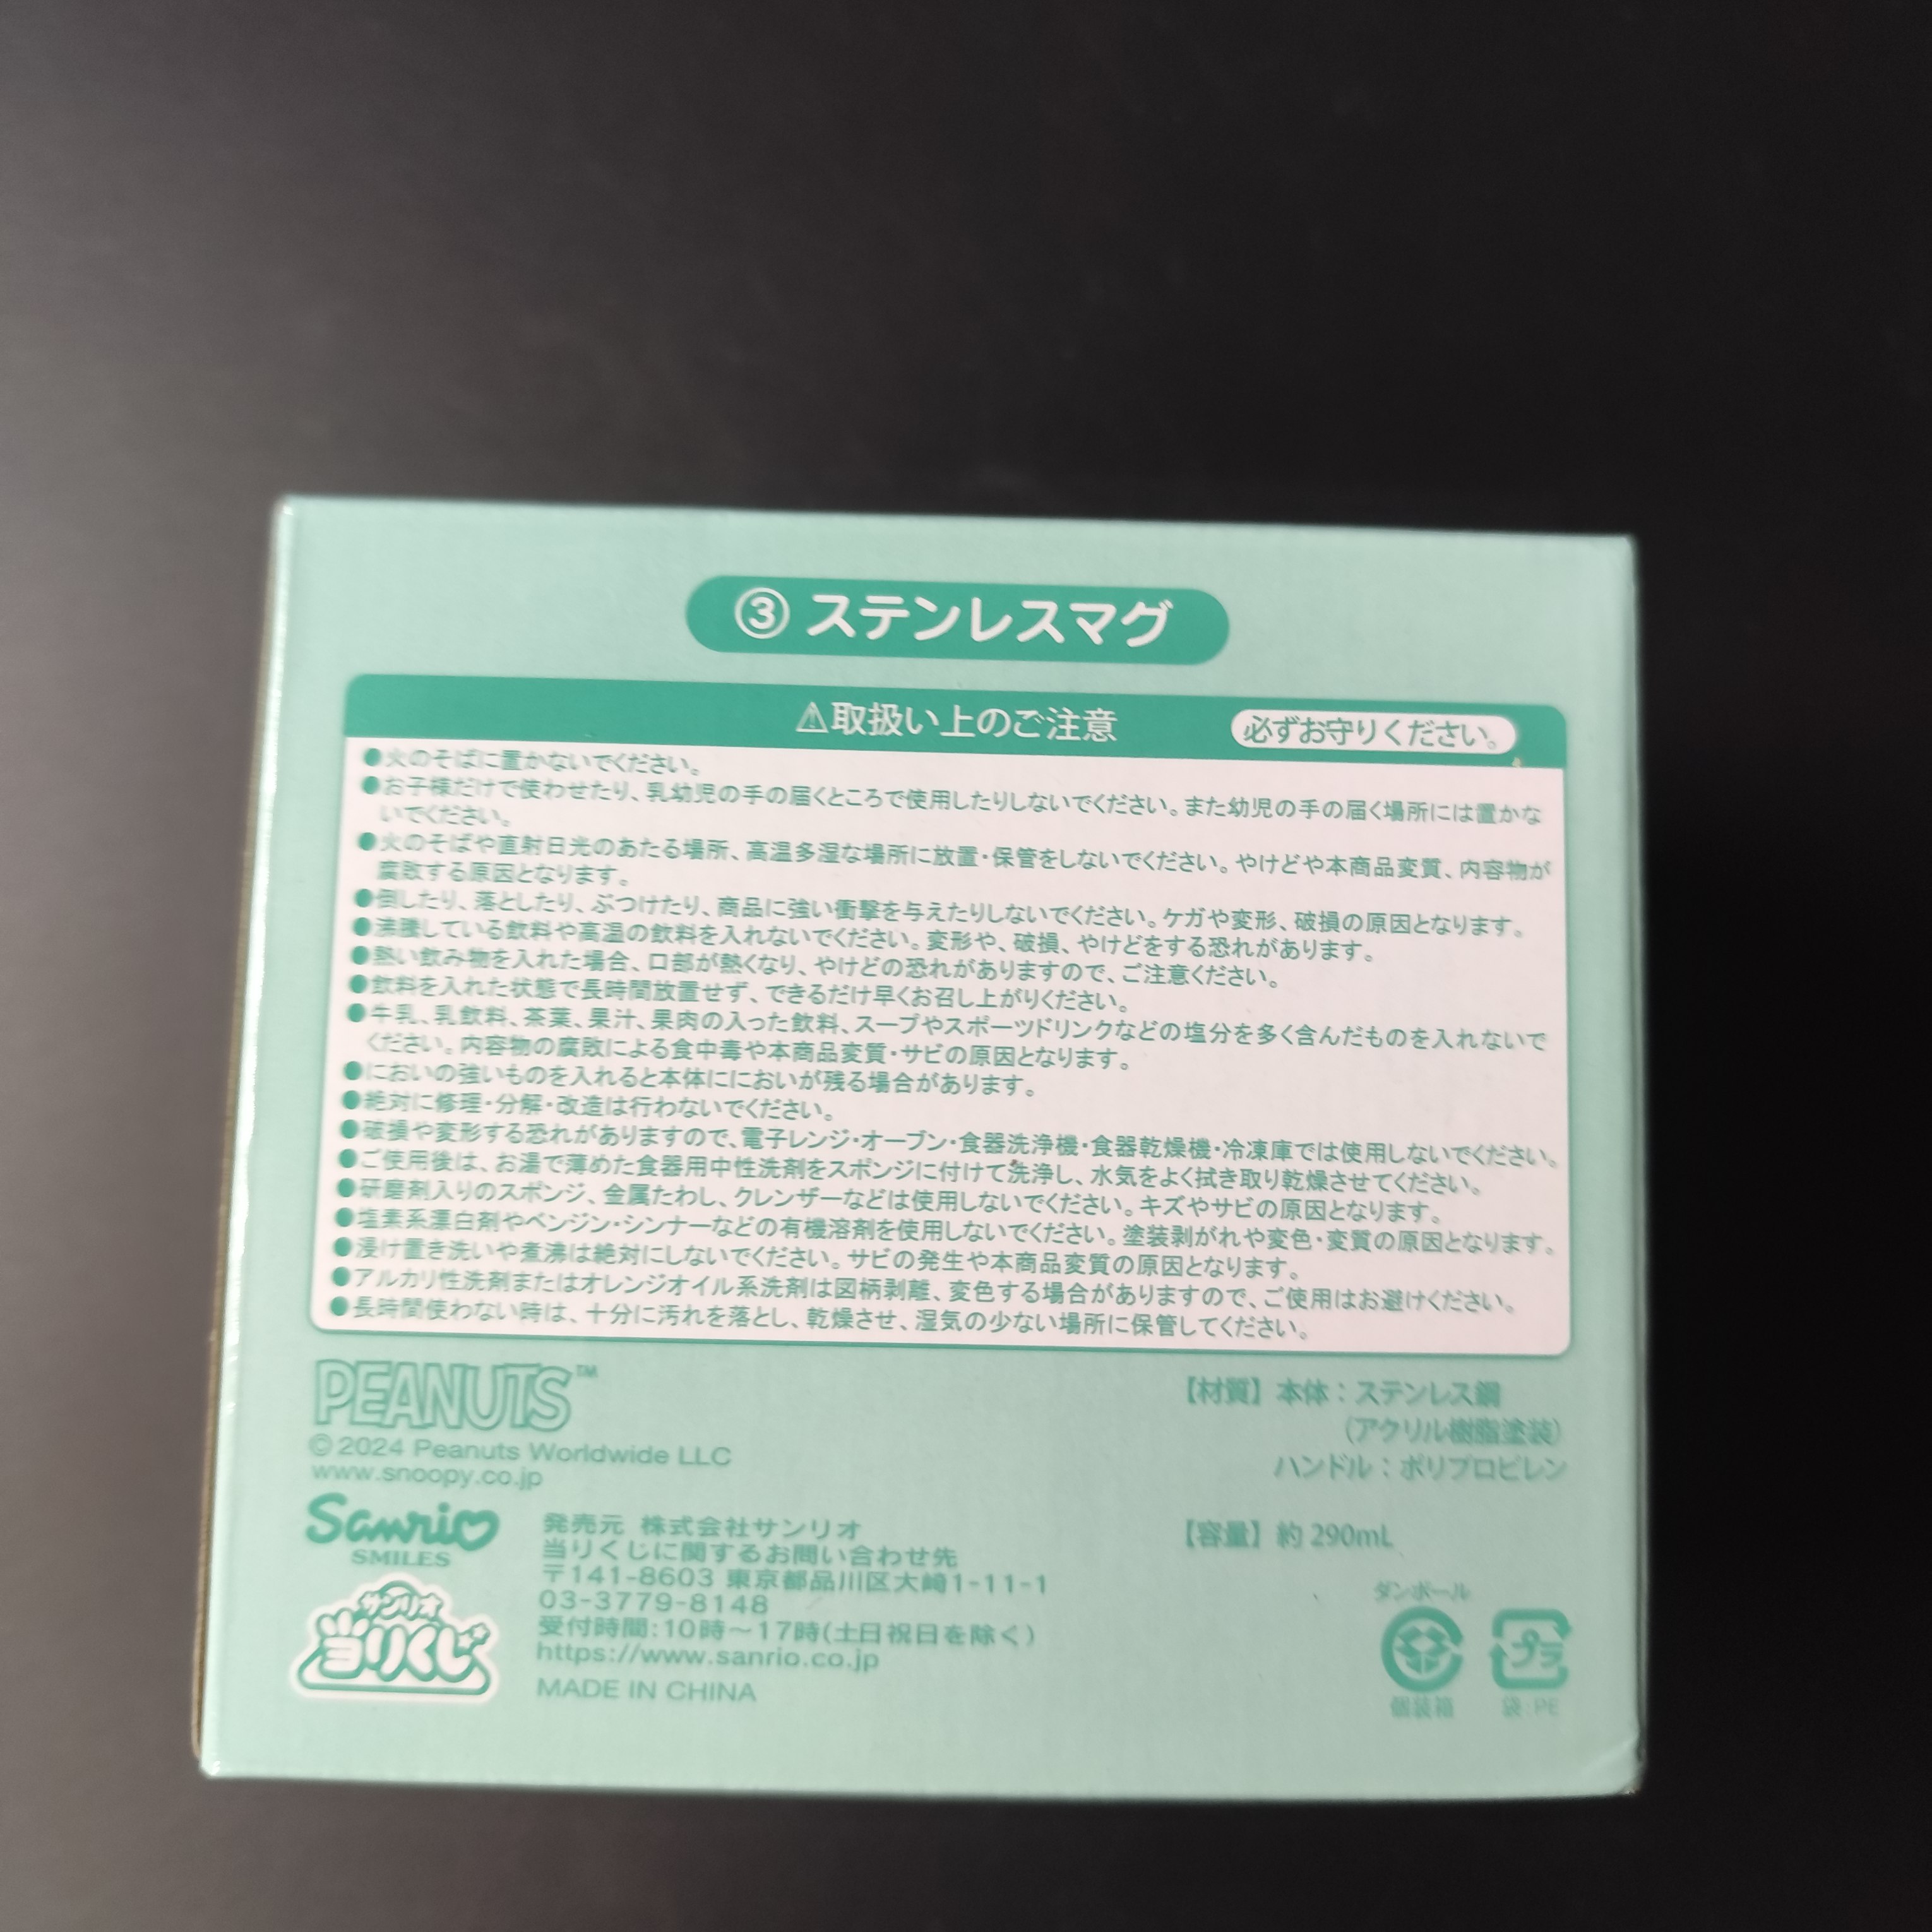 ③ ステンレスマグ
⚠取扱い上のご注意
必ずお守りください。
●火のそばに置かないでください。
●お子様だけで使わせたり、乳幼児の手の届くところで使用したりしないでください。また幼児の手の届く場所には置かな
いでください。
●火のそばや直射日光のあたる場所、高温多湿な場所に放置・保管をしないでください。やけどや本商品変質、内容物が
腐敗する原因となります。
●倒したり、落としたり、ぶつけたり、商品に強い衝撃を与えたりしないでください。ケガや変形、破損の原因となります。
●沸騰している飲料や高温の飲料を入れないでください。変形や、破損、やけどをする恐れがあります。
●熱い飲み物を入れた場合、口部が熱くなり、やけどの恐れがありますので、ご注意ください。
●飲料を入れた状態で長時間放置せず、できるだけ早くお召し上がりください。
●牛乳、乳飲料、茶葉、果汁、果肉の入った飲料、スープやスポーツドリンクなどの塩分を多く含んだものを入れないで
ください。内容物の腐敗による食中毒や本商品変質・サビの原因となります。
●においの強いものを入れると本体ににおいが残る場合があります。
●絶対に修理・分解・改造は行わないでください。
●破損や変形する恐れがありますので、電子レンジ・オーブン・食器洗浄機・食器乾燥機・冷凍庫では使用しないでください。
●ご使用後は、お湯で薄めた食器用中性洗剤をスポンジに付けて洗浄し、水気をよく拭き取り乾燥させてください。
●研磨剤入りのスポンジ、金属たわし、クレンザーなどは使用しないでください。キズやサビの原因となります。
●塩素系漂白剤やベンジン・シンナーなどの有機溶剤を使用しないでください。塗装剥がれや変色・変質の原因となります。
●浸け置き洗いや煮沸は絶対にしないでください。サビの発生や本商品変質の原因となります。
●アルカリ性洗剤またはオレンジオイル系洗剤は図柄剥離、変色する場合がありますので、ご使用はお避けください。
●長時間使わない時は、十分に汚れを落とし、乾燥させ、湿気の少ない場所に保管してください。
PEANUTS™
©2024 Peanuts Worldwide LLC
www.snoopy.co.jp
Sanrio
SMILES
サンリオ
当りくじ
発売元 株式会社サンリオ
当りくじに関するお問い合わせ先
〒141-8603 東京都品川区大崎1-11-1
03-3779-8148
受付時間:10時～17時(土日祝日を除く)
https://www.sanrio.co.jp
MADE IN CHINA
【材質】本体：ステンレス鋼
（アクリル樹脂塗装）
ハンドル：ポリプロピレン
【容量】約 290mL
ダンボール
個装箱
プラ
袋:PE